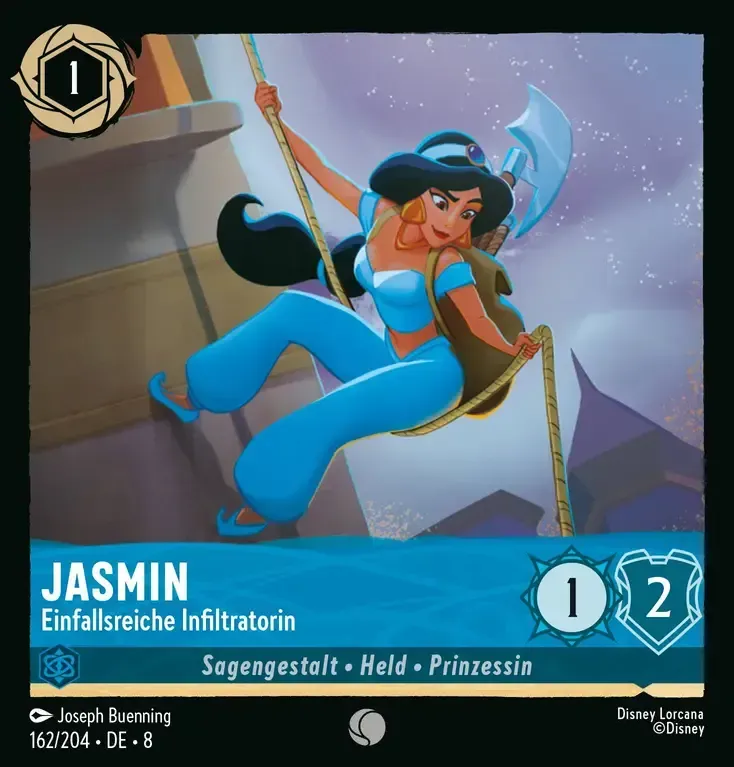 1
JASMIN
Einfallsreiche Infiltratorin
1
2
Sagengestalt • Held • Prinzessin
Joseph Buenning
162/204 • DE • 8
Disney Lorcana
©Disney